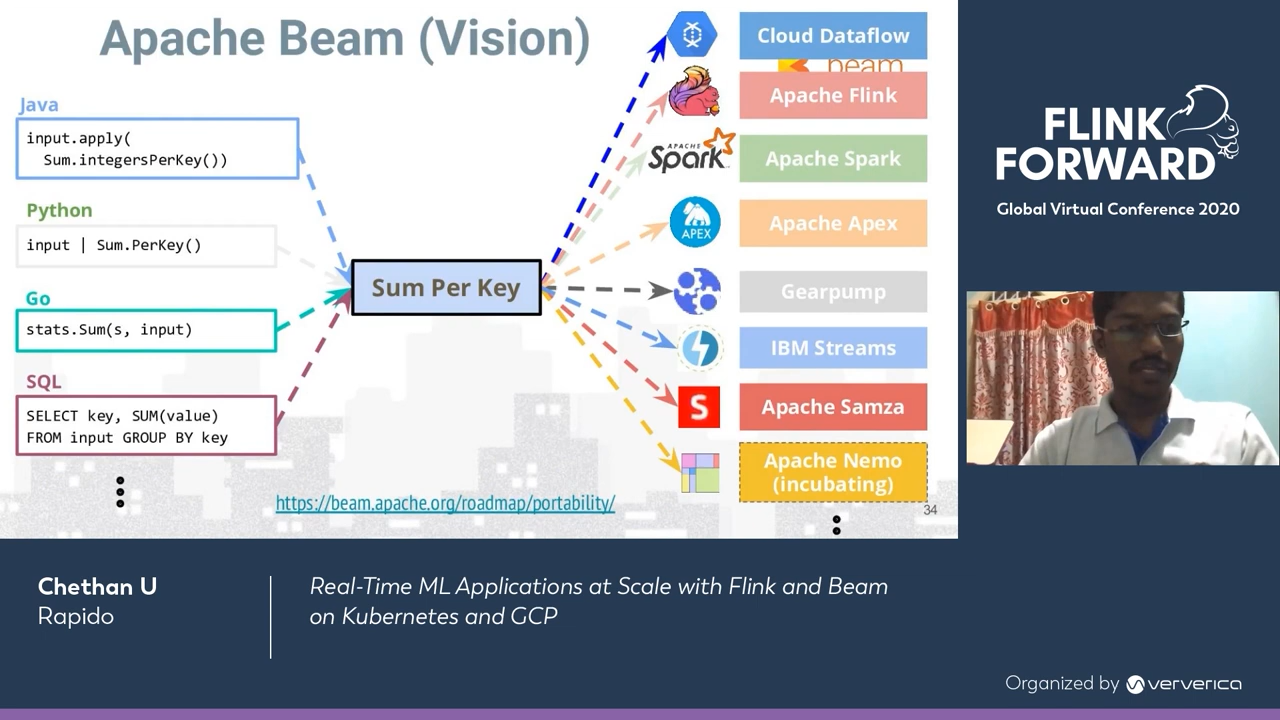 Apache Beam (Vision)
Java
input.apply(
Sum.integersPerKey())
Python
input | Sum.PerKey()
Go
stats.Sum(s, input)
SQL
SELECT key, SUM(value)
FROM input GROUP BY key
Sum Per Key
https://beam.apache.org/roadmap/portability/
Cloud Dataflow
beam
Apache Flink
APACHE
Spark
Apache Spark
APEX
Apache Apex
Gearpump
IBM Streams
S
Apache Samza
Apache Nemo
(incubating)
34
FLINK
FORWARD
Global Virtual Conference 2020
Chethan U
Rapido
Real-Time ML Applications at Scale with Flink and Beam
on Kubernetes and GCP
Organized by ververica